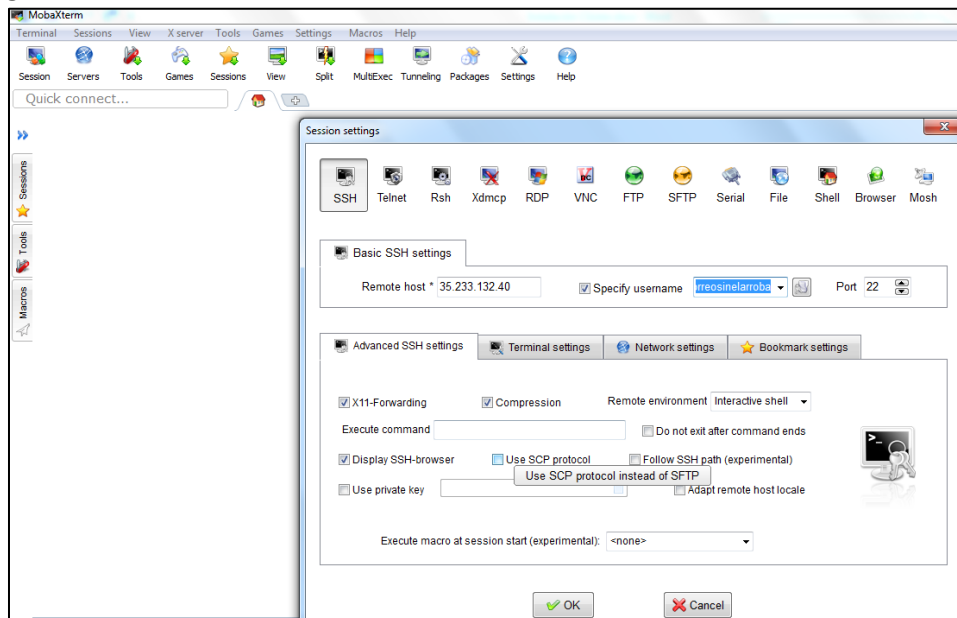 MobaXterm
Terminal Sessions View X server Tools Games Settings Macros Help
Session Servers Tools Games Sessions View Split MultiExec Tunneling Packages Settings Help
Quick connect...
Sessions
Tools
Macros
Session settings
SSH Telnet Rsh Xdmcp RDP VNC FTP SFTP Serial File Shell Browser Mosh
Basic SSH settings
Remote host * 35.233.132.40 Specify username rreosinelarroba Port 22
Advanced SSH settings Terminal settings Network settings Bookmark settings
X11-Forwarding Compression Remote environment Interactive shell
Execute command Do not exit after command ends
Display SSH-browser Use SCP protocol Follow SSH path (experimental)
Use SCP protocol instead of SFTP
Use private key Adapt remote host locale
Execute macro at session start (experimental): <none>
OK Cancel